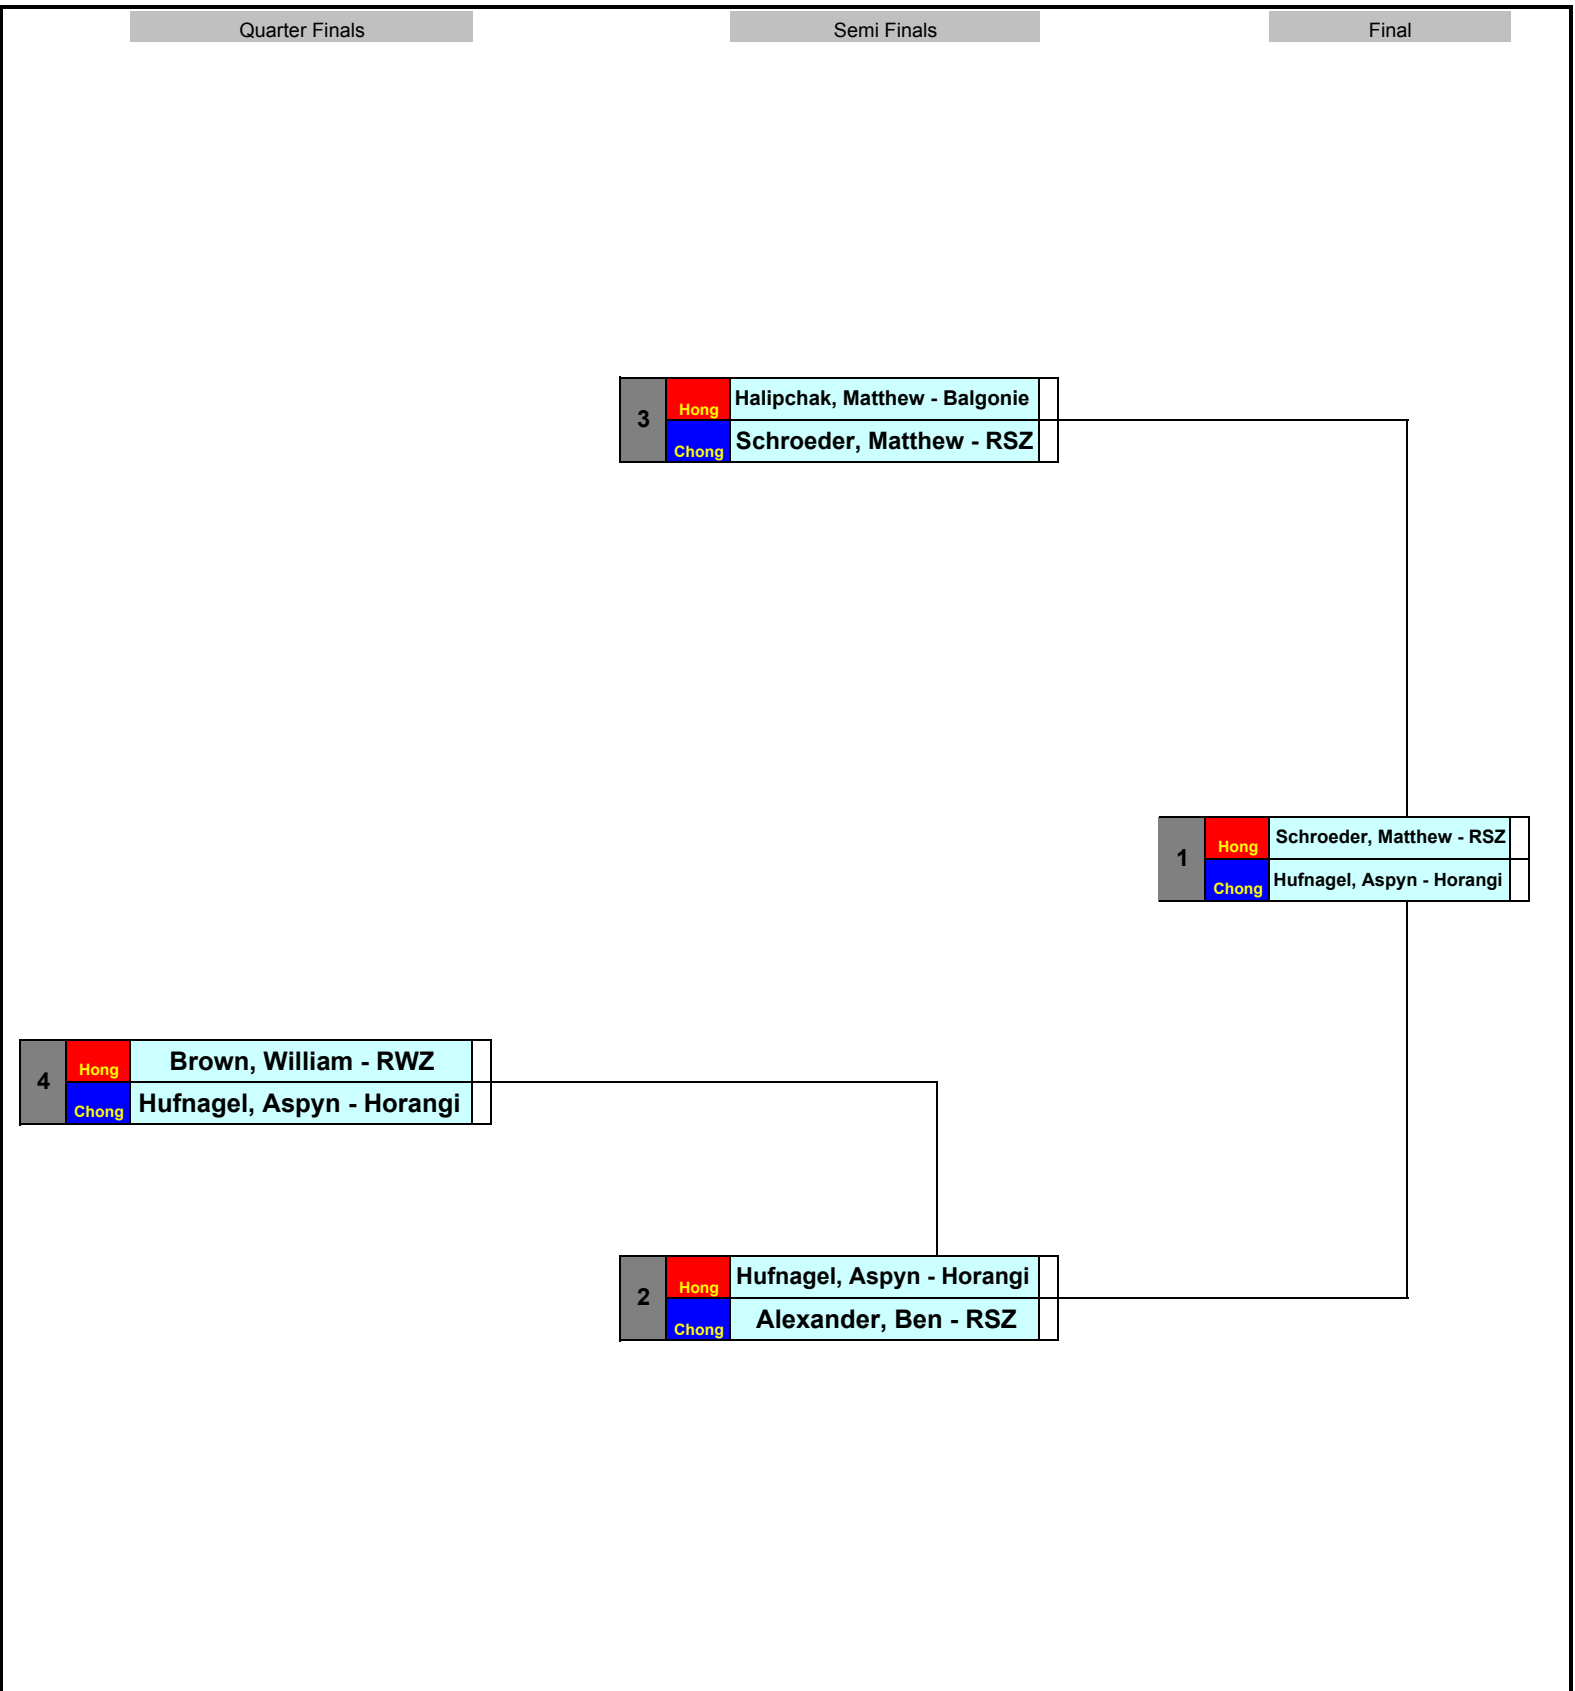 Quarter Finals
Semi Finals
Final
3
Hong
Halipchak, Matthew - Balgonie
Chong
Schroeder, Matthew - RSZ
1
Hong
Schroeder, Matthew - RSZ
Chong
Hufnagel, Aspyn - Horangi
4
Hong
Brown, William - RWZ
Chong
Hufnagel, Aspyn - Horangi
2
Hong
Hufnagel, Aspyn - Horangi
Chong
Alexander, Ben - RSZ